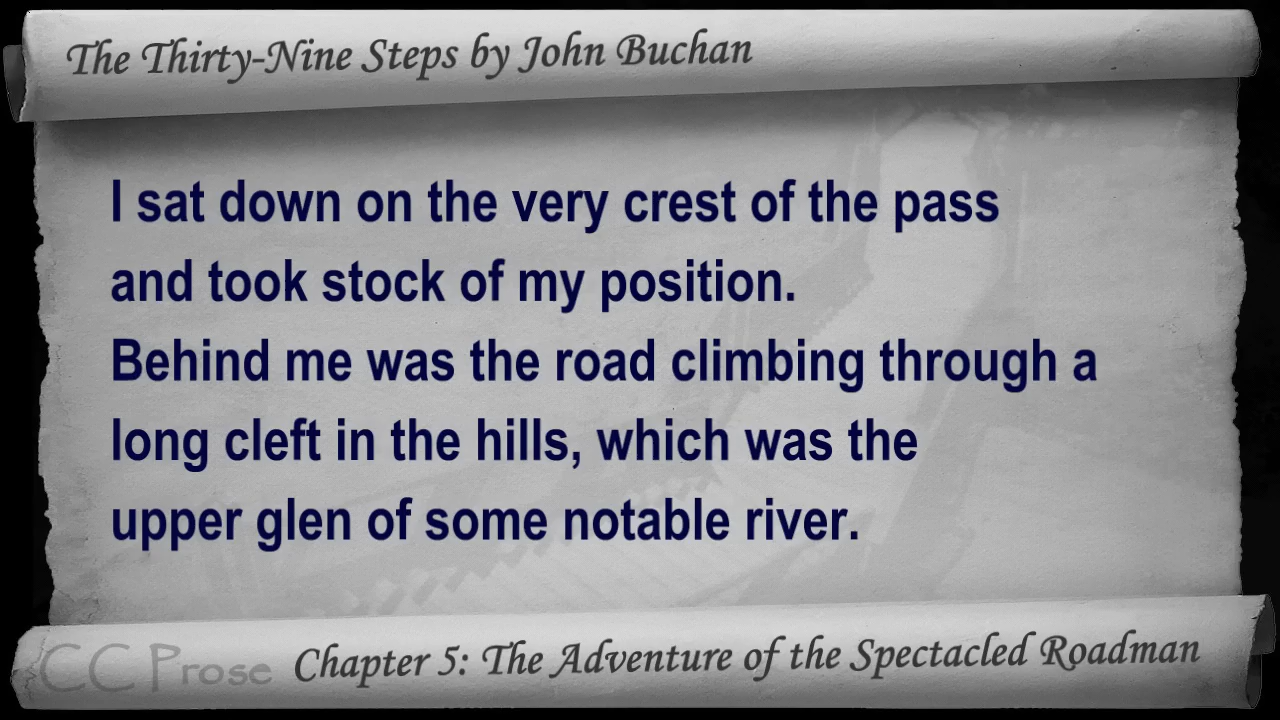 The Thirty-Nine Steps by John Buchan
I sat down on the very crest of the pass
and took stock of my position.
Behind me was the road climbing through a
long cleft in the hills, which was the
upper glen of some notable river.
CC Prose
Chapter 5: The Adventure of the Spectacled Roadman